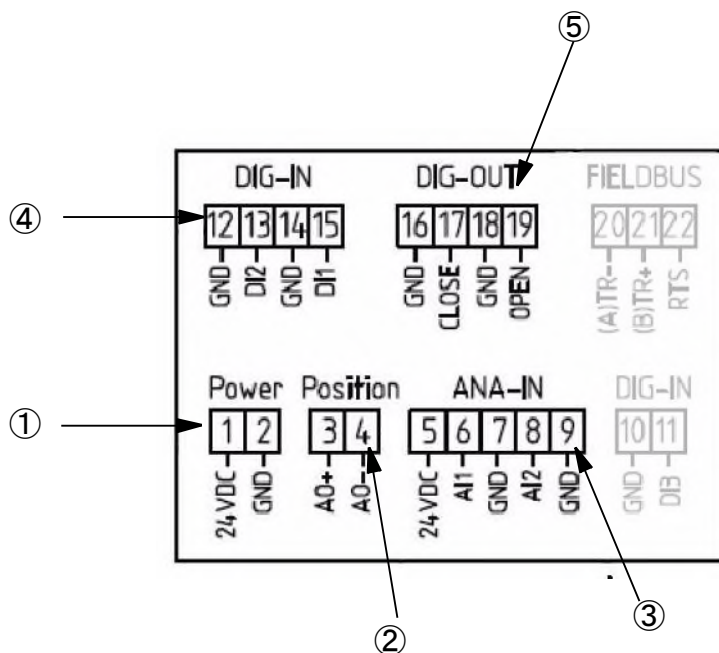 ⑤
DIG-IN DIG-OUT FIELDBUS
④ 12 13 14 15 16 17 18 19 20 21 22
GND DI2 GND DI1 GND CLOSE GND OPEN (A)TR- (B)TR+ RTS
Power Position ANA-IN DIG-IN
① 1 2 3 4 5 6 7 8 9 10 11
24VDC GND AO+ AO- 24VDC AI1 GND AI2 GND GND DI3
③
②